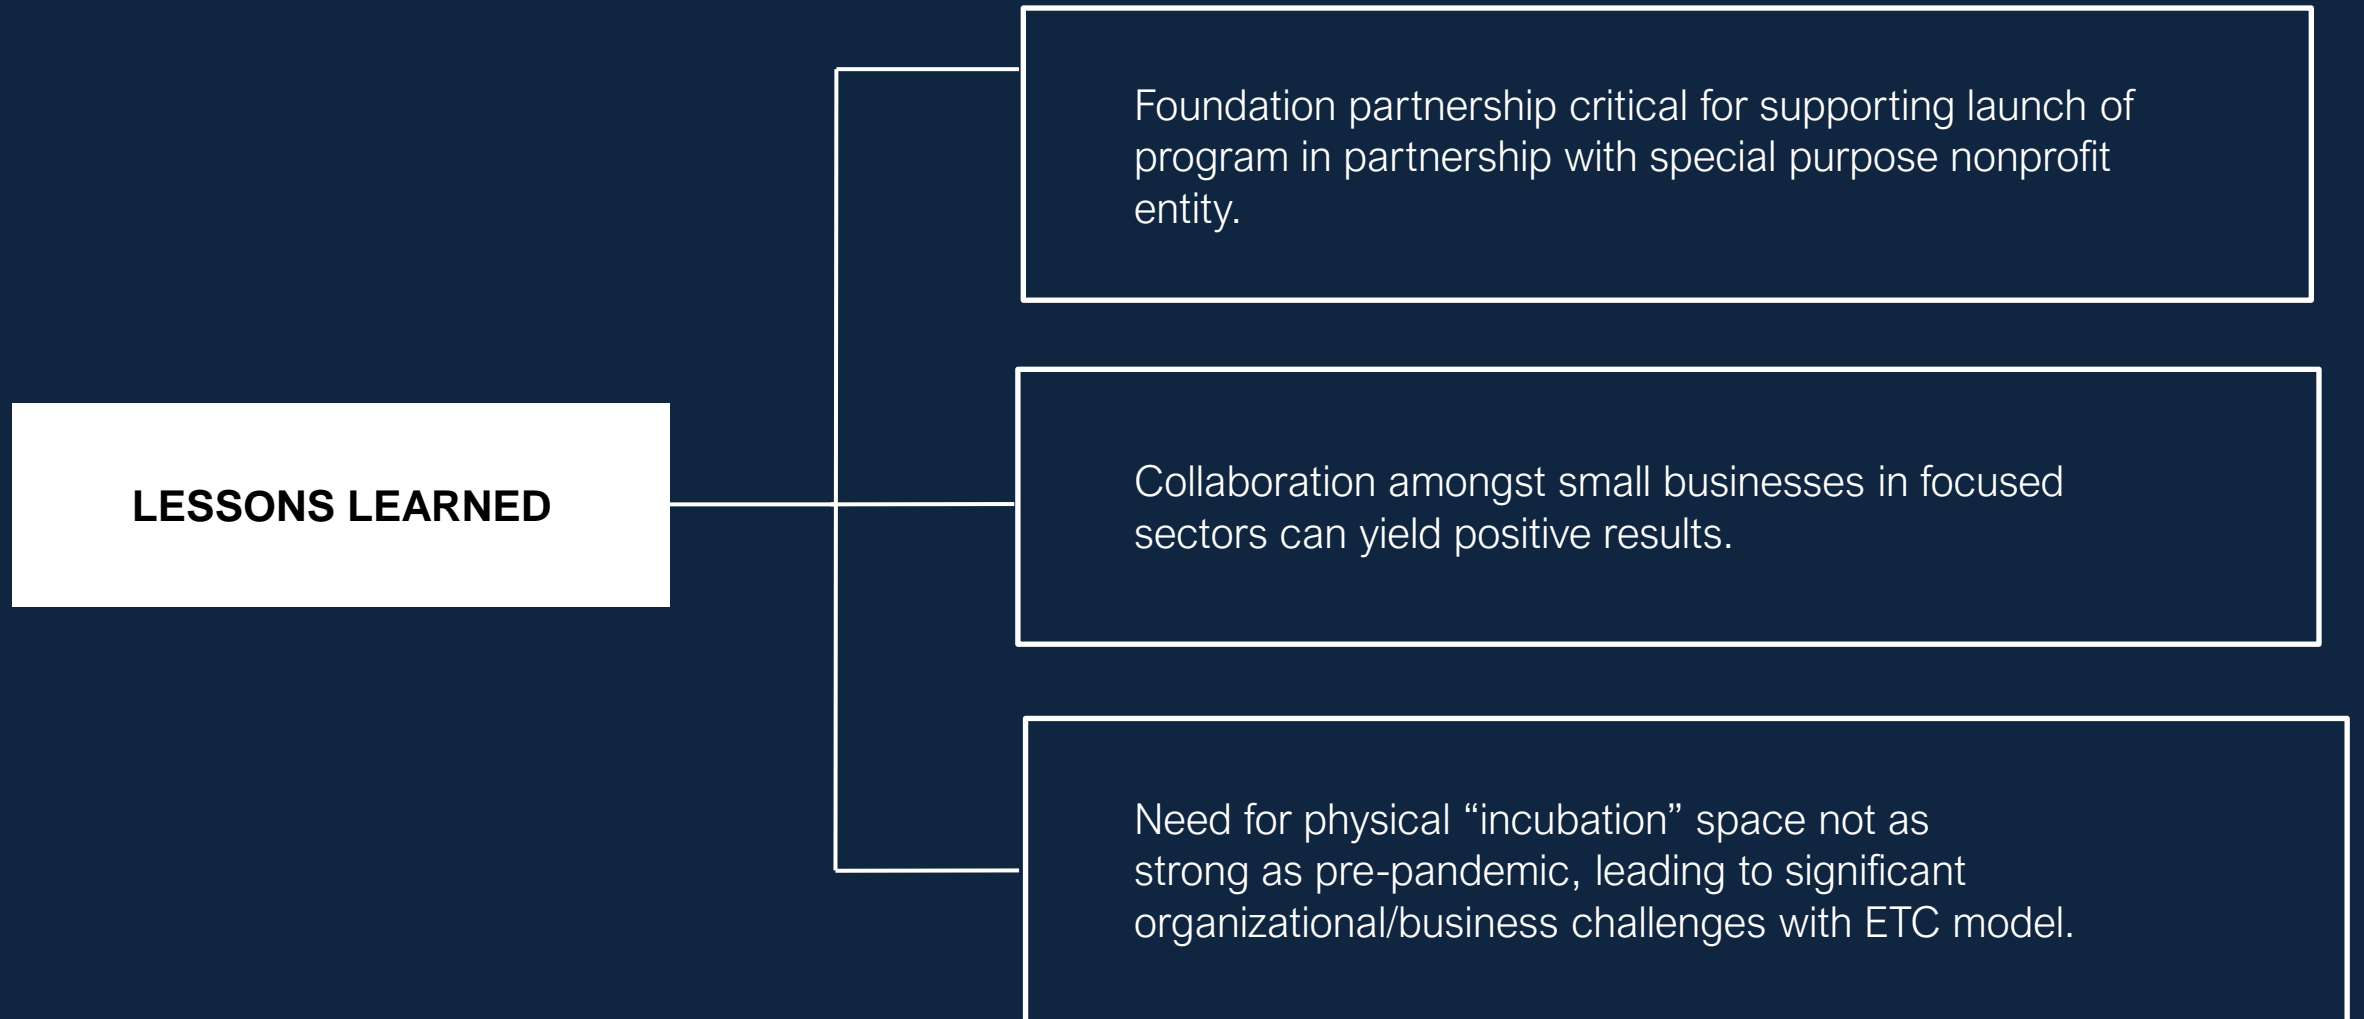 LESSONS LEARNED
Foundation partnership critical for supporting launch of
program in partnership with special purpose nonprofit
entity.
Collaboration amongst small businesses in focused
sectors can yield positive results.
Need for physical “incubation” space not as
strong as pre-pandemic, leading to significant
organizational/business challenges with ETC model.